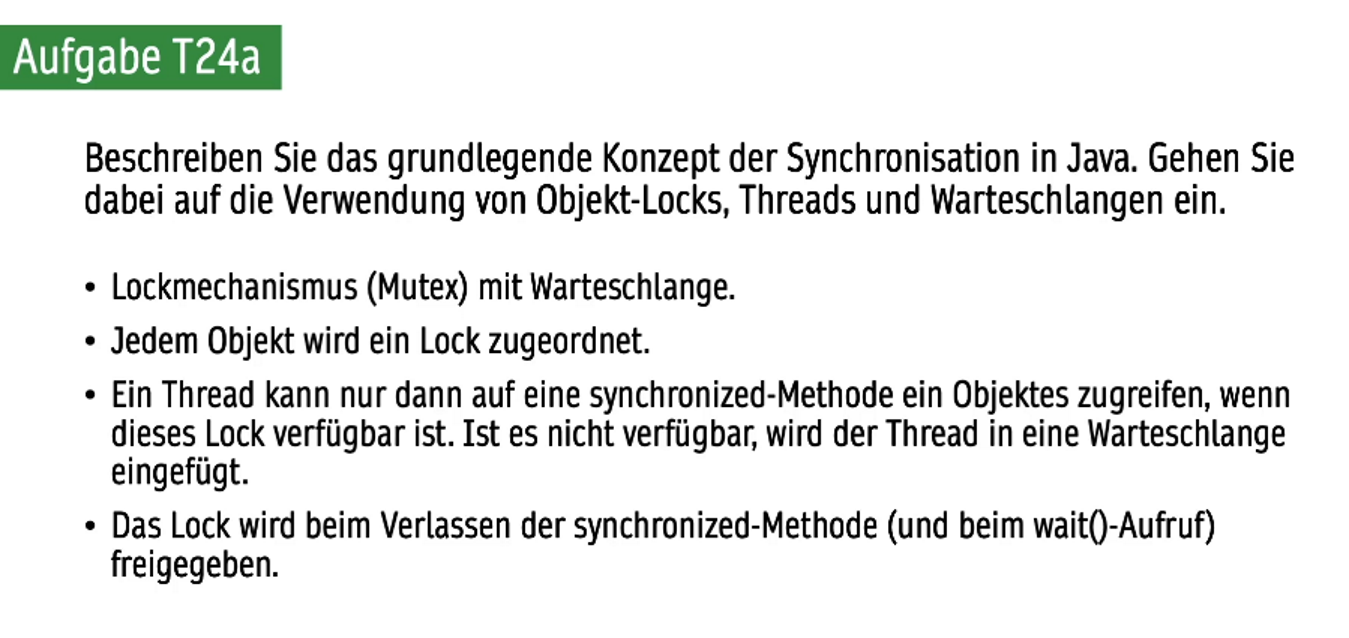 Aufgabe T24a
Beschreiben Sie das grundlegende Konzept der Synchronisation in Java. Gehen Sie
dabei auf die Verwendung von Objekt-Locks, Threads und Warteschlangen ein.
• Lockmechanismus (Mutex) mit Warteschlange.
• Jedem Objekt wird ein Lock zugeordnet.
• Ein Thread kann nur dann auf eine synchronized-Methode ein Objektes zugreifen, wenn
dieses Lock verfügbar ist. Ist es nicht verfügbar, wird der Thread in eine Warteschlange
eingefügt.
• Das Lock wird beim Verlassen der synchronized-Methode (und beim wait()-Aufruf)
freigegeben.